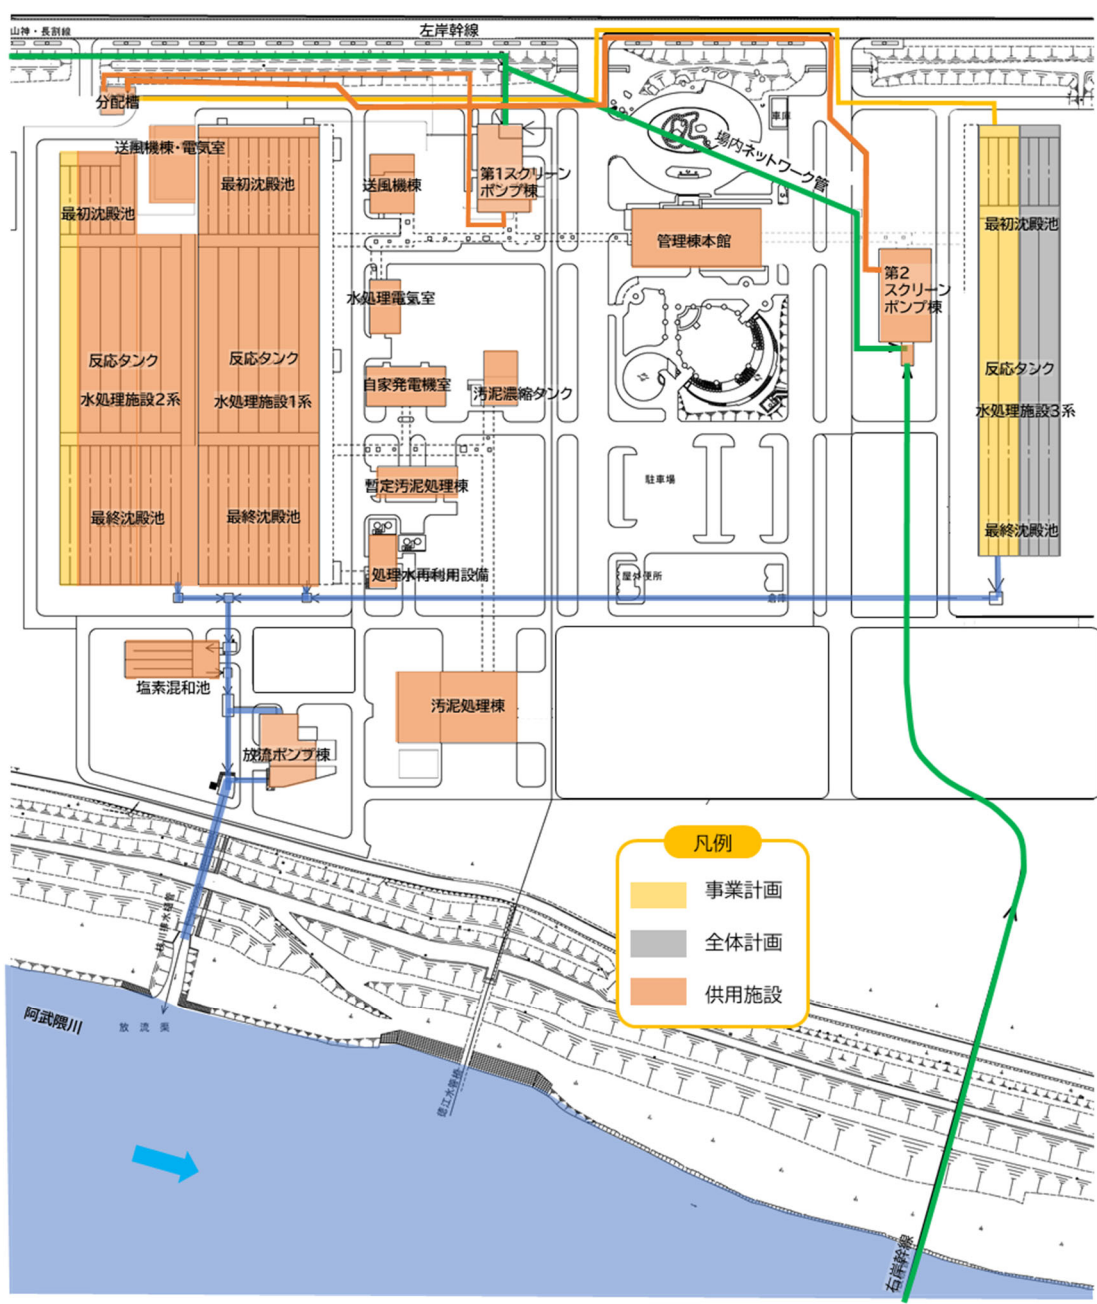 山神・長割線
左岸幹線
分配槽
車庫
送風機棟・電気室
場内ネットワーク管
第1スクリーン
ポンプ棟
送風機棟
最初沈殿池
最初沈殿池
最初沈殿池
管理棟本館
第2
スクリーン
ポンプ棟
水処理電気室
反応タンク
反応タンク
反応タンク
自家発電機室
汚泥濃縮タンク
水処理施設2系
水処理施設1系
水処理施設3系
駐車場
暫定汚泥処理棟
最終沈殿池
最終沈殿池
最終沈殿池
処理水再利用設備
屋外便所
倉庫
塩素混和池
汚泥処理棟
放流ポンプ棟
凡例
事業計画
全体計画
供用施設
阿武隈川
放流渠
徳江水管橋
右岸幹線